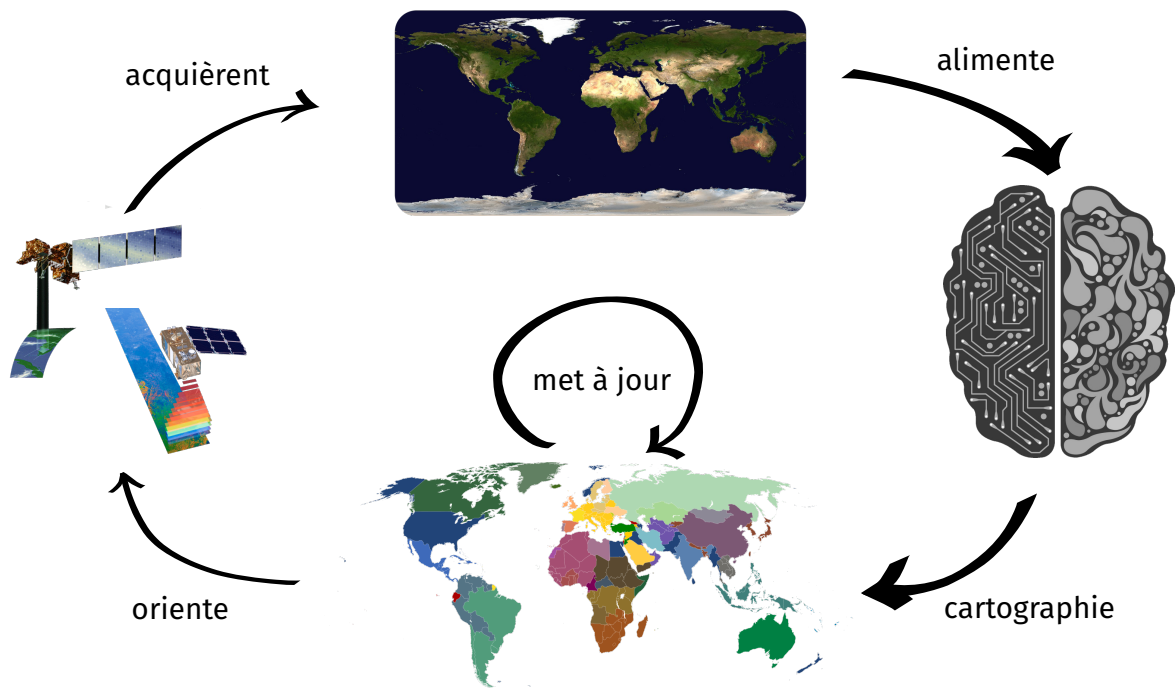 acquièrent
alimente
met à jour
oriente
cartographie